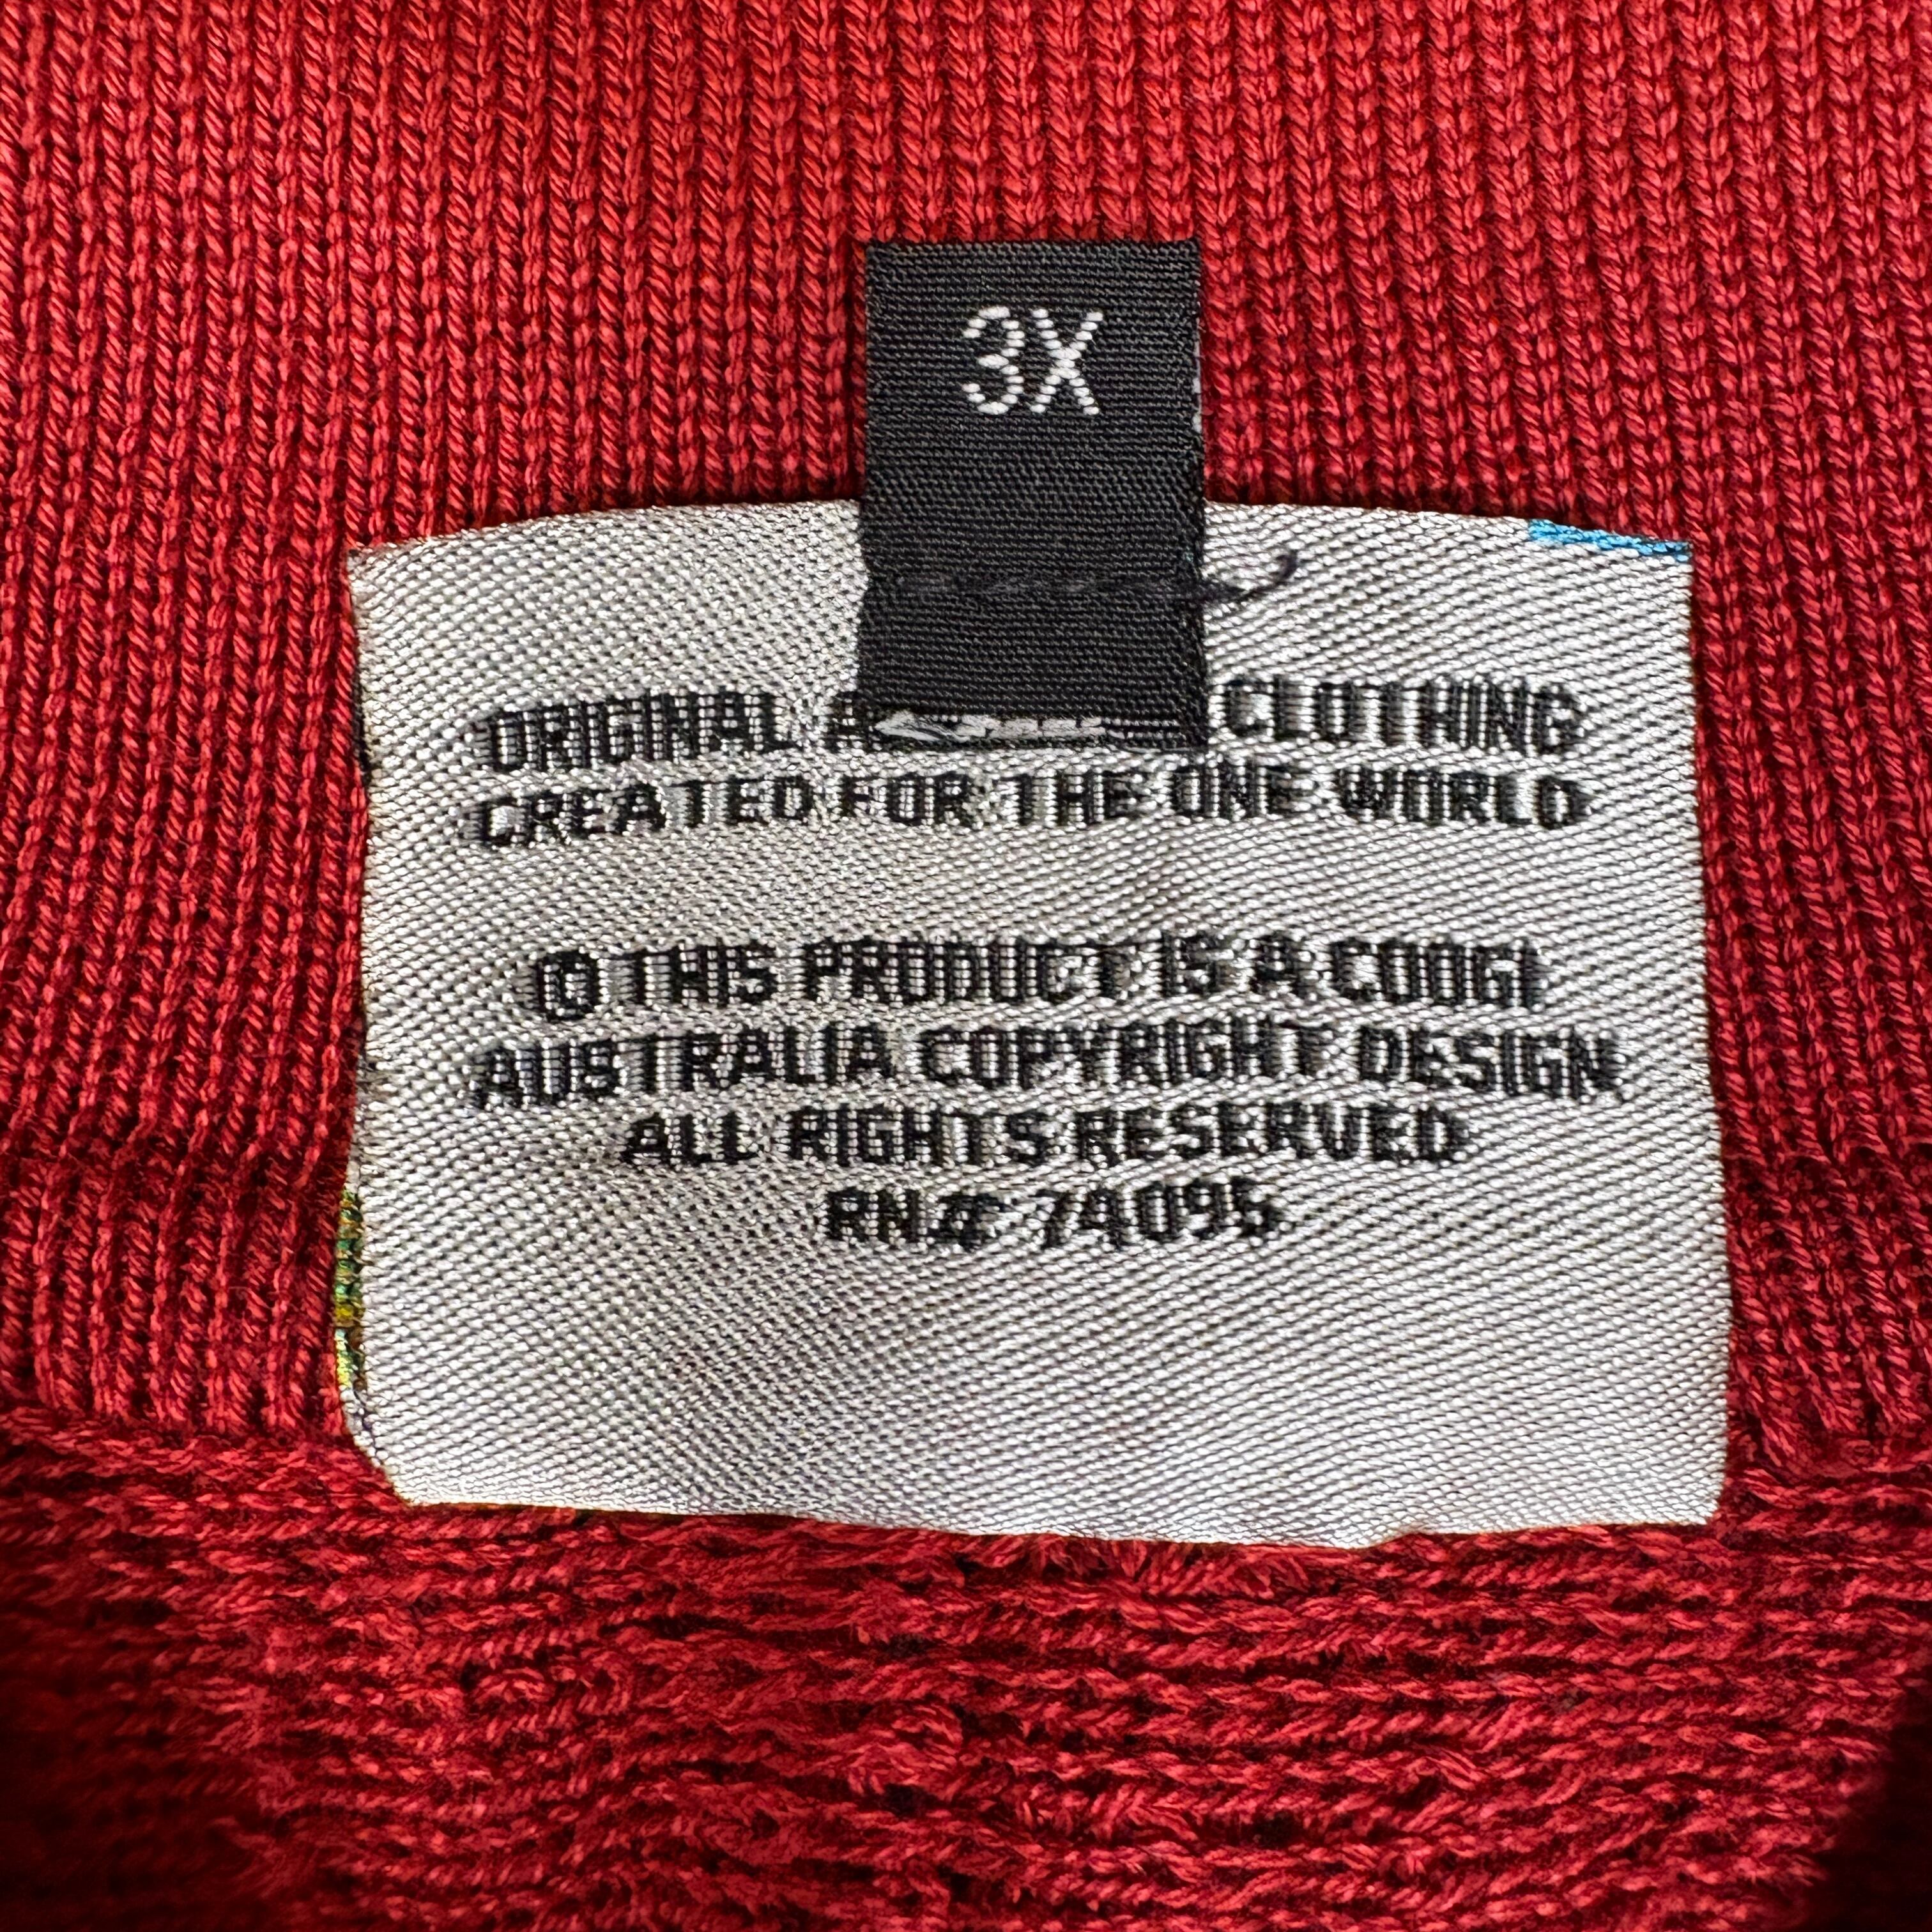 3X
ORIGINAL CLOTHING
CREATED FOR THE ONE WORLD
© THIS PRODUCT IS A COOGI
AUSTRALIA COPYRIGHT DESIGN,
ALL RIGHTS RESERVED
RN# 74095